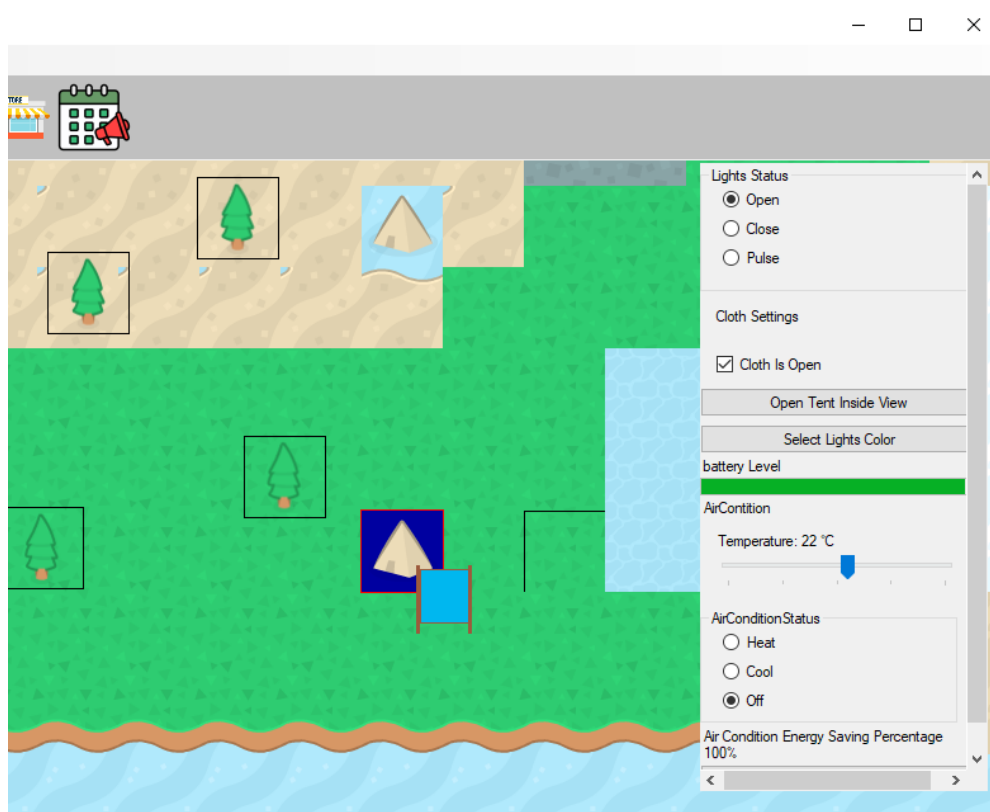 TORE
Lights Status
Open
Close
Pulse
Cloth Settings
Cloth Is Open
Open Tent Inside View
Select Lights Color
battery Level
AirContition
Temperature: 22 °C
AirConditionStatus
Heat
Cool
Off
Air Condition Energy Saving Percentage
100%